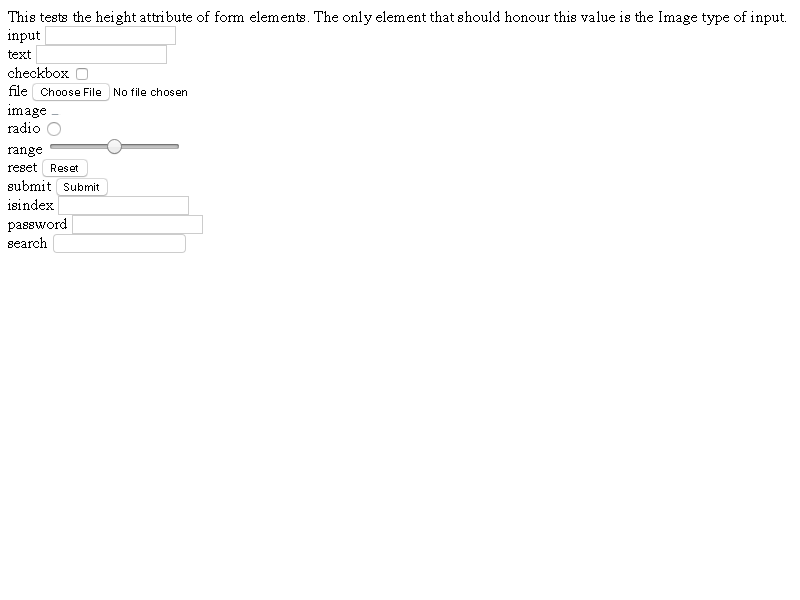 This tests the height attribute of form elements. The only element that should honour this value is the Image type of input.
input
text
checkbox
file Choose File No file chosen
image
radio
range
reset Reset
submit Submit
isindex
password
search